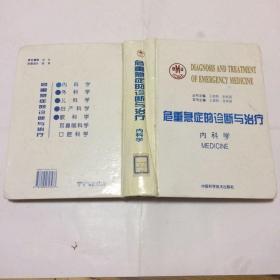 危重急症的诊断与治疗
内科学
外科学
儿科学
妇产科学
眼科学
耳鼻咽喉科学
口腔科学
危重急症的诊断与治疗
内科学
DIAGNOSIS AND TREATMENT
OF EMERGENCY MEDICINE
危重急症的诊断与治疗
内科学
MEDICINE
中国科学技术出版社